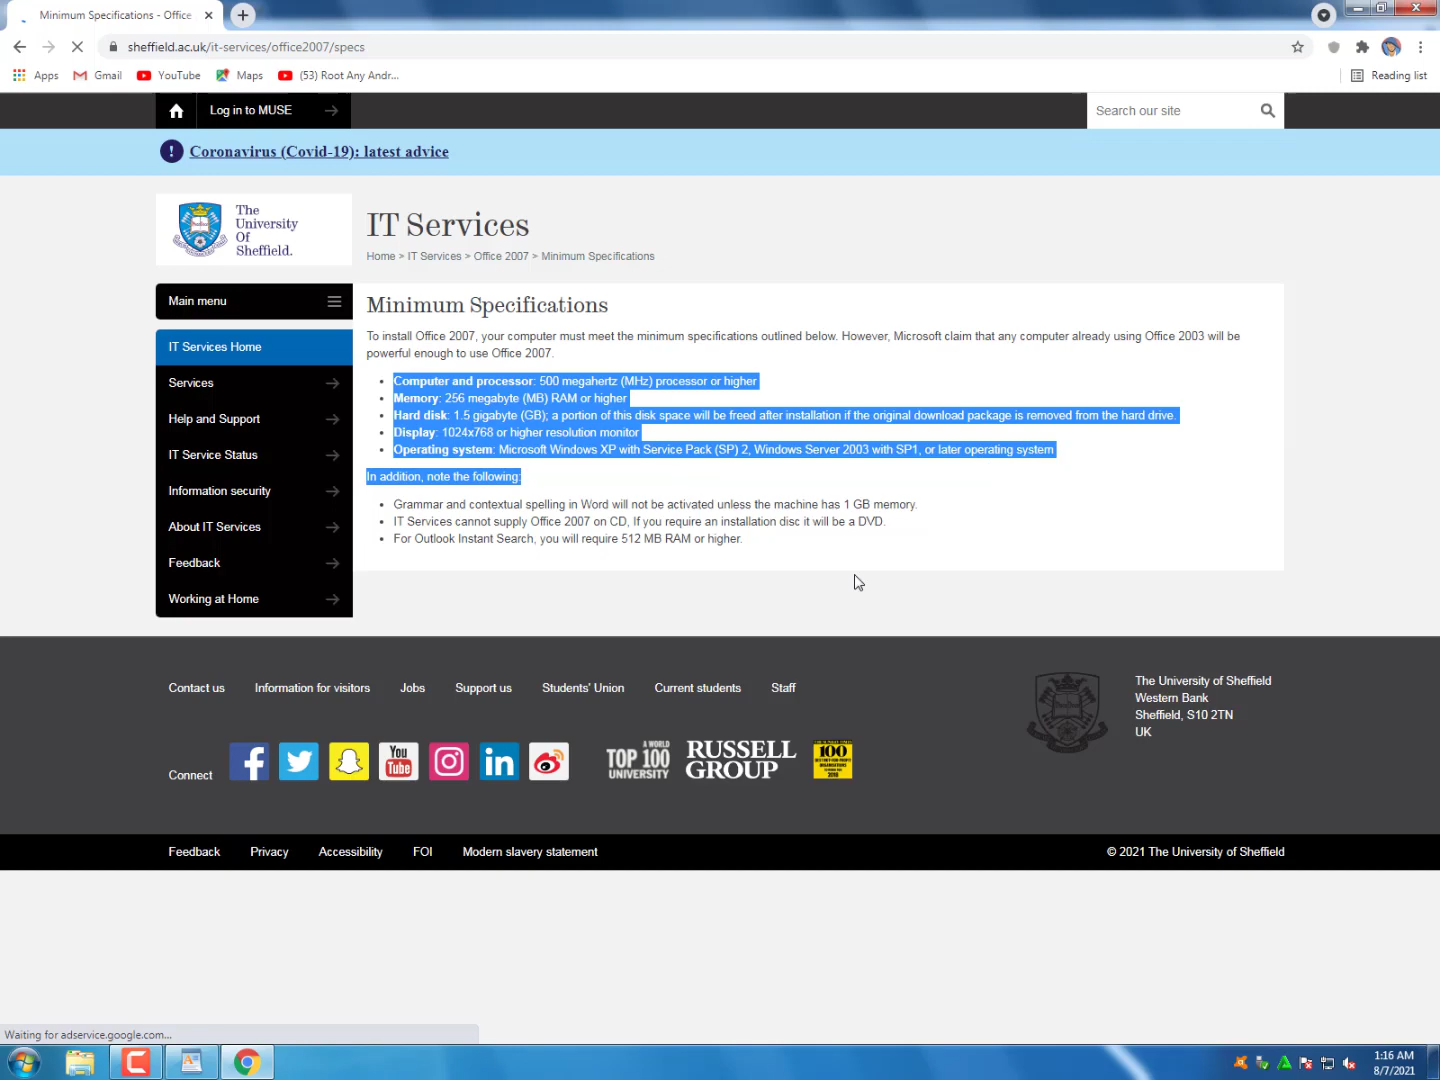 Minimum Specifications - Office
sheffield.ac.uk/it-services/office2007/specs
Apps
Gmail
YouTube
Maps
(53) Root Any Andr...
Reading list
Log in to MUSE
Search our site
! Coronavirus (Covid-19): latest advice
The
University
Of
Sheffield.
IT Services
Home > IT Services > Office 2007 > Minimum Specifications
Main menu
IT Services Home
Services
Help and Support
IT Service Status
Information security
About IT Services
Feedback
Working at Home
Minimum Specifications
To install Office 2007, your computer must meet the minimum specifications outlined below. However, Microsoft claim that any computer already using Office 2003 will be
powerful enough to use Office 2007.
• Computer and processor: 500 megahertz (MHz) processor or higher
• Memory: 256 megabyte (MB) RAM or higher
• Hard disk: 1.5 gigabyte (GB); a portion of this disk space will be freed after installation if the original download package is removed from the hard drive.
• Display: 1024x768 or higher resolution monitor
• Operating system: Microsoft Windows XP with Service Pack (SP) 2, Windows Server 2003 with SP1, or later operating system
In addition, note the following:
• Grammar and contextual spelling in Word will not be activated unless the machine has 1 GB memory.
• IT Services cannot supply Office 2007 on CD, If you require an installation disc it will be a DVD.
• For Outlook Instant Search, you will require 512 MB RAM or higher.
Contact us
Information for visitors
Jobs
Support us
Students' Union
Current students
Staff
The University of Sheffield
Western Bank
Sheffield, S10 2TN
UK
Connect
You
Tube
in
A WORLD
TOP 100
UNIVERSITY
RUSSELL
GROUP
100
Feedback
Privacy
Accessibility
FOI
Modern slavery statement
© 2021 The University of Sheffield
Waiting for adservice.google.com...
1:16 AM
8/7/2021